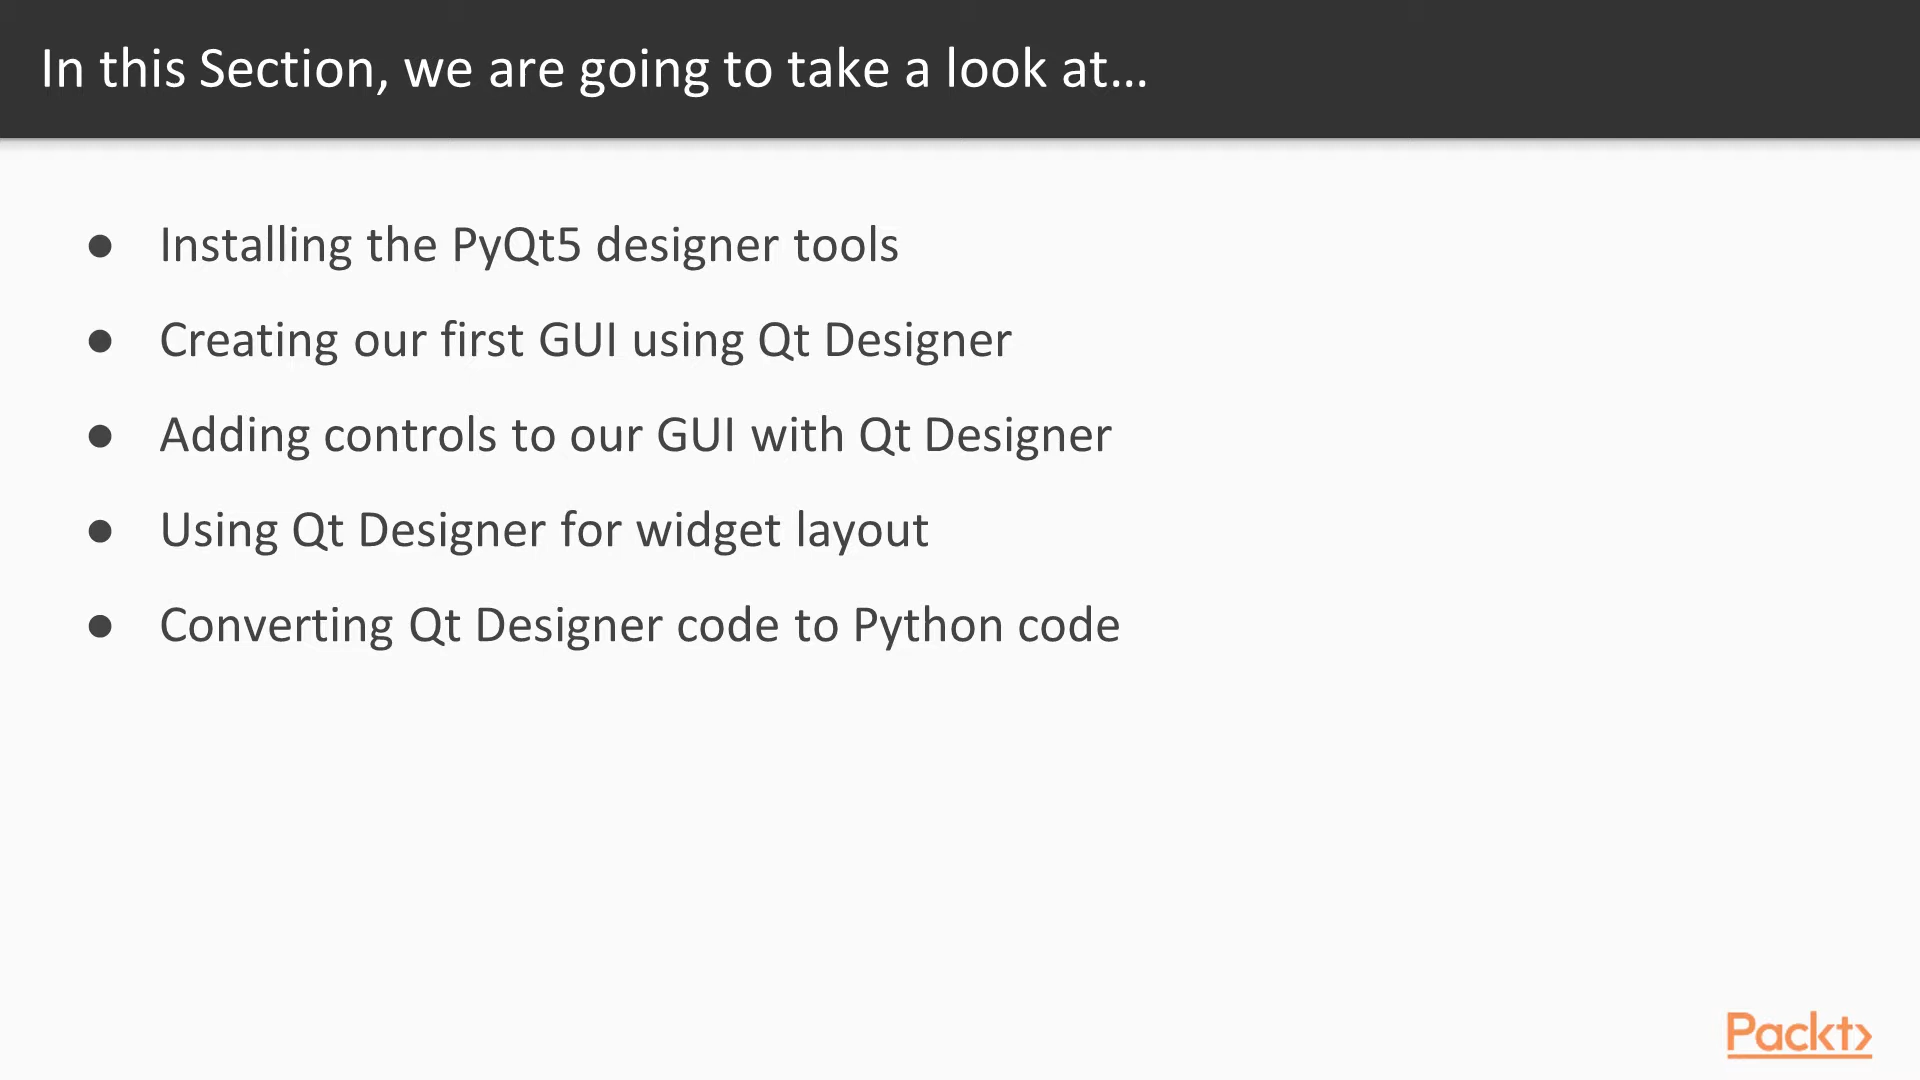 In this Section, we are going to take a look at...
● Installing the PyQt5 designer tools
● Creating our first GUI using Qt Designer
● Adding controls to our GUI with Qt Designer
● Using Qt Designer for widget layout
● Converting Qt Designer code to Python code
Packt>